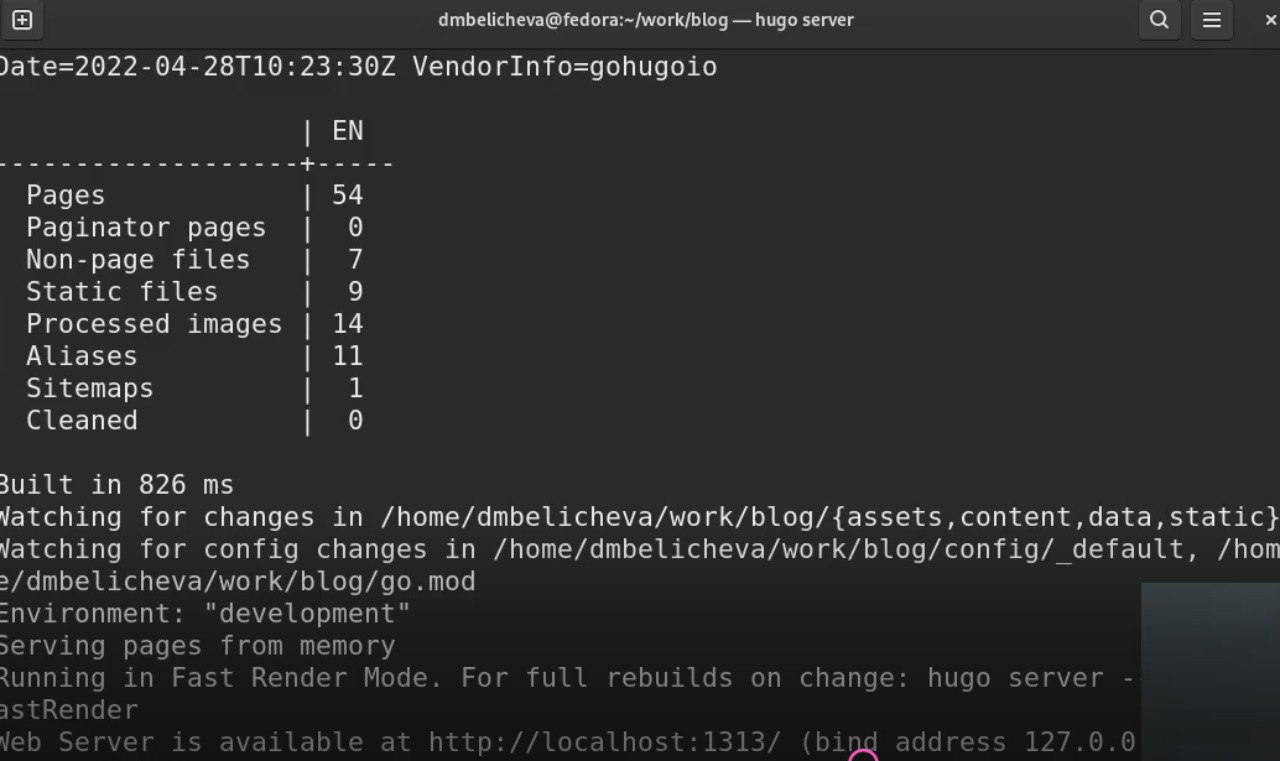 dmbelicheva@fedora:~/work/blog — hugo server
Date=2022-04-28T10:23:30Z VendorInfo=gohugoio
| EN
-------------------+-----
Pages | 54
Paginator pages | 0
Non-page files | 7
Static files | 9
Processed images | 14
Aliases | 11
Sitemaps | 1
Cleaned | 0
Built in 826 ms
Watching for changes in /home/dmbelicheva/work/blog/{assets,content,data,static}
Watching for config changes in /home/dmbelicheva/work/blog/config/_default, /hom
e/dmbelicheva/work/blog/go.mod
Environment: "development"
Serving pages from memory
Running in Fast Render Mode. For full rebuilds on change: hugo server -
astRender
Web Server is available at http://localhost:1313/ (bind address 127.0.0